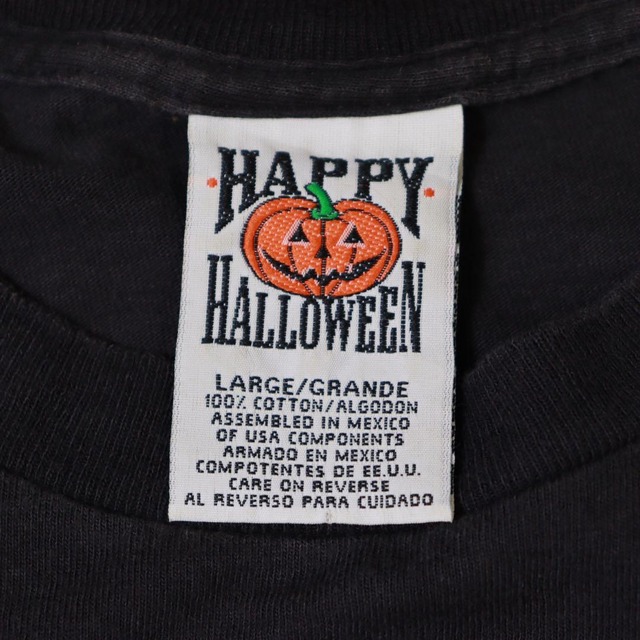 HAPPY
HALLOWEEN
LARGE/GRANDE
100% COTTON/ALGODON
ASSEMBLED IN MEXICO
OF USA COMPONENTS
ARMADO EN MEXICO
COMPOTENTES DE EE.U.U.
CARE ON REVERSE
AL REVERSO PARA CUIDADO